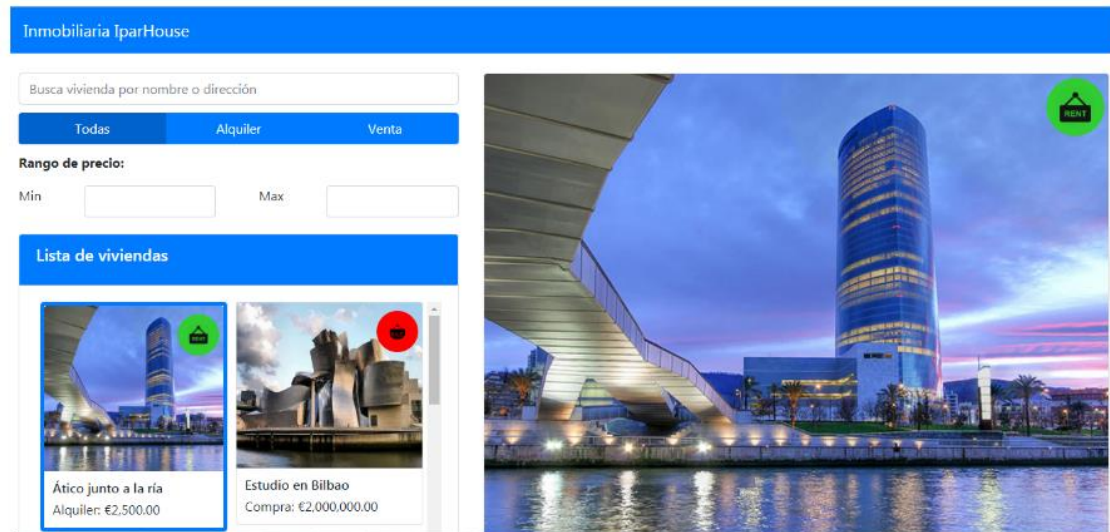 Inmobiliaria IparHouse
Busca vivienda por nombre o dirección
Todas Alquiler Venta
Rango de precio:
Min Max
Lista de viviendas
RENT
RENT
Ático junto a la ría
Alquiler: €2,500.00
Estudio en Bilbao
Compra: €2,000,000.00